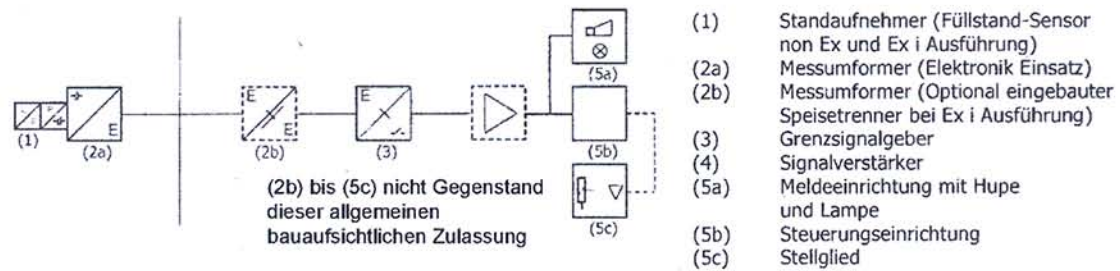 E
E
E
E
(1)
(2a)
(2b)
(3)
(5a)
(5b)
(5c)
(2b) bis (5c) nicht Gegenstand
dieser allgemeinen
bauaufsichtlichen Zulassung
(1) Standaufnehmer (Füllstand-Sensor
non Ex und Ex i Ausführung)
(2a) Messumformer (Elektronik Einsatz)
(2b) Messumformer (Optional eingebauter
Speisetrenner bei Ex i Ausführung)
(3) Grenzsignalgeber
(4) Signalverstärker
(5a) Meldeeinrichtung mit Hupe
und Lampe
(5b) Steuerungseinrichtung
(5c) Stellglied